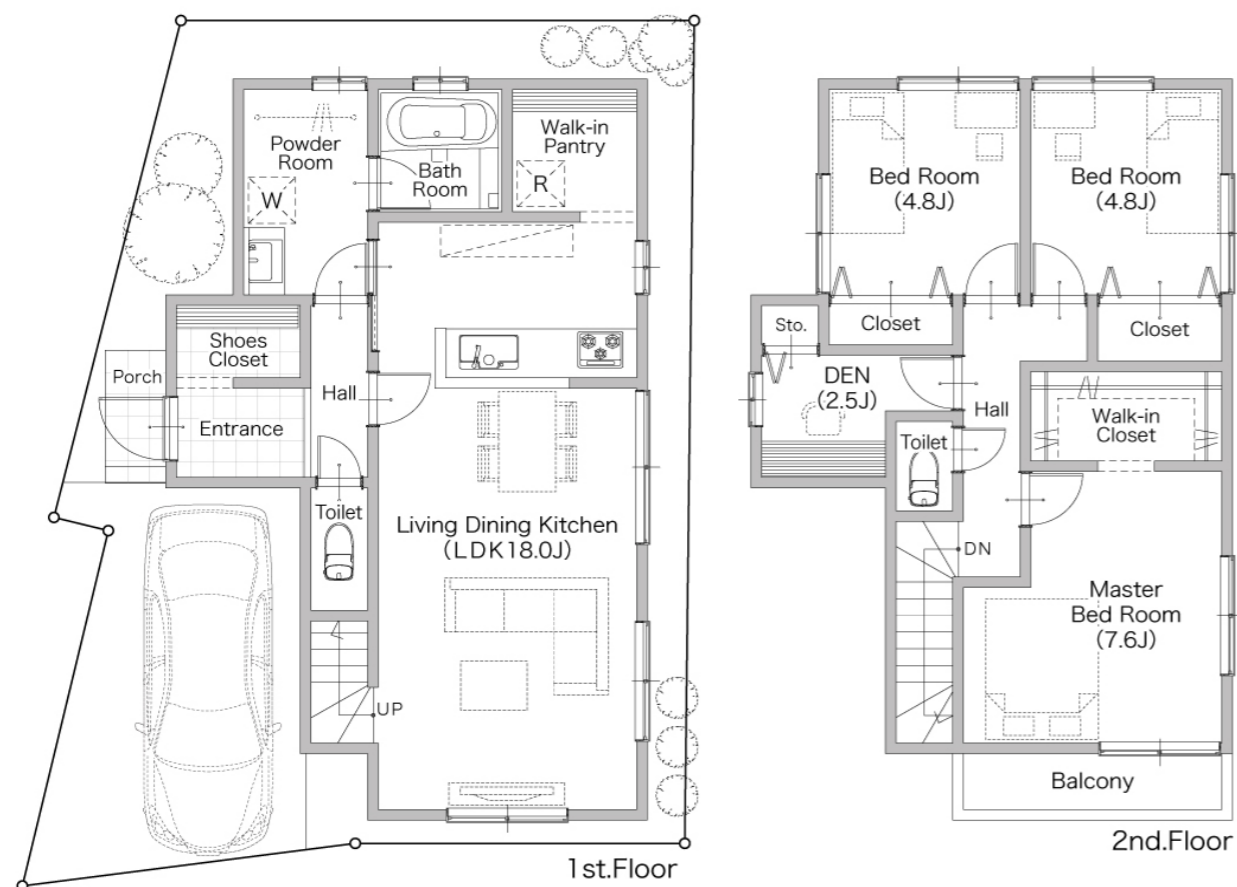 Powder
Room
W
Bath
Room
Walk-in
Pantry
R
Shoes
Closet
Porch
Hall
Entrance
Toilet
Living Dining Kitchen
(LDK18.0J)
UP
1st.Floor
Bed Room
(4.8J)
Bed Room
(4.8J)
Sto.
Closet
Closet
DEN
(2.5J)
Hall
Walk-in
Closet
Toilet
DN
Master
Bed Room
(7.6J)
Balcony
2nd.Floor